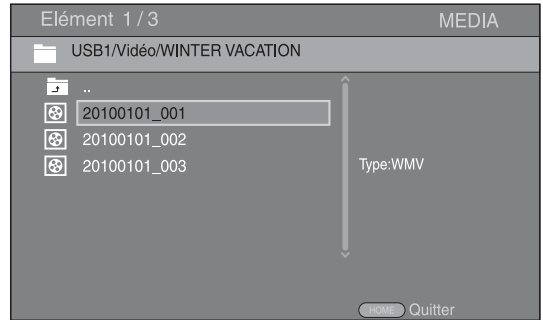 Elément 1/3 MEDIA
USB1/Vidéo/WINTER VACATION
..
20100101_001
20100101_002
20100101_003
Type:WMV
HOME Quitter